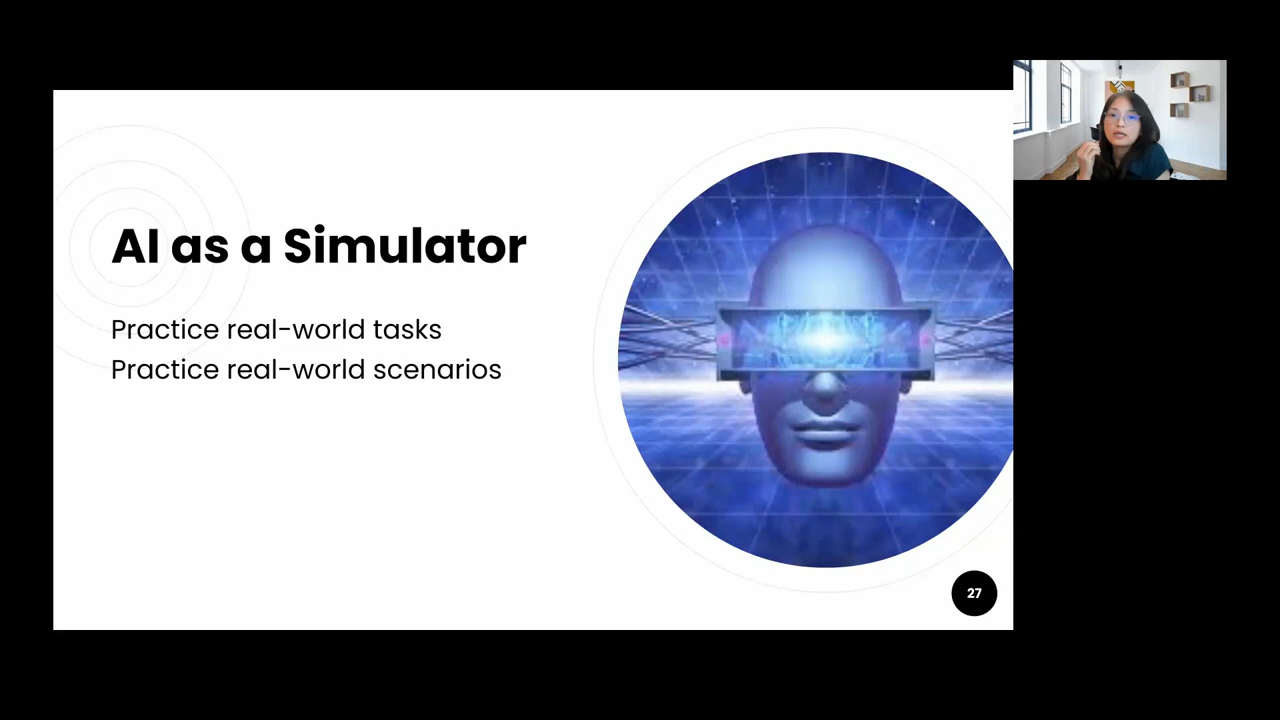 AI as a Simulator
Practice real-world tasks
Practice real-world scenarios
27